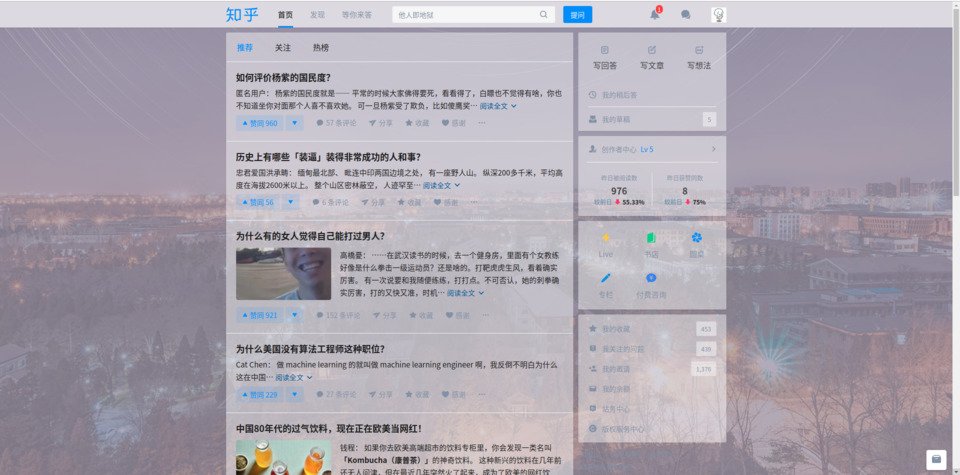 知乎 首页 发现 等你来答 他人即地狱 提问 1
推荐 关注 热榜
如何评价杨紫的国民度？
匿名用户： 杨紫的国民度就是—— 平常的时候大家佛得要死，看看得了，白嫖也不觉得有啥，你也
不知道坐你对面那个人喜不喜欢她。 可一旦杨紫受了欺负，比如傻鹰奖… 阅读全文
赞同 960 57 条评论 分享 收藏 感谢 ⋯
历史上有哪些「装逼」装得非常成功的人和事？
忠君爱国洪承畴： 缅甸最北部、 毗连中印两国边境之处， 有一座野人山。 纵深200多千米，平均高
度在海拔2600米以上。 整个山区密林蔽空， 人迹罕至… 阅读全文
赞同 56 6 条评论 分享 收藏 感谢 ⋯
为什么有的女人觉得自己能打过男人？
高桥憂： ……在武汉读书的时候，去一个健身房，里面有个女教练
好像是什么拳击一级运动员？还是啥的。打靶虎虎生风，看着确实
厉害。 有一次说要和我随便练练，打打点。不可否认，她的刺拳确
实厉害，打的又快又准，时机… 阅读全文
赞同 921 152 条评论 分享 收藏 感谢 ⋯
为什么美国没有算法工程师这种职位？
Cat Chen： 做 machine learning 的就叫做 machine learning engineer 啊，我反倒不明白为什么
这在中国… 阅读全文
赞同 229 27 条评论 分享 收藏 感谢 ⋯
中国80年代的过气饮料，现在正在欧美当网红！
钱程： 如果你去欧美高端超市的饮料专柜里，你会发现一类名叫
「Kombucha（康普茶）」的神奇饮料。 这种新兴的饮料在几年前
还无人问津，但在最近几年突然火了起来，成为了欧美的网红饮
写回答 写文章 写想法
我的稍后答
我的草稿 5
创作者中心 Lv 5
昨日被阅读数 昨日获赞同数
976 8
较前日 55.33% 较前日 75%
Live 书店 圆桌
专栏 付费咨询
我的收藏 453
我关注的问题 439
我的邀请 1,376
我的余额
站务中心
版权服务中心